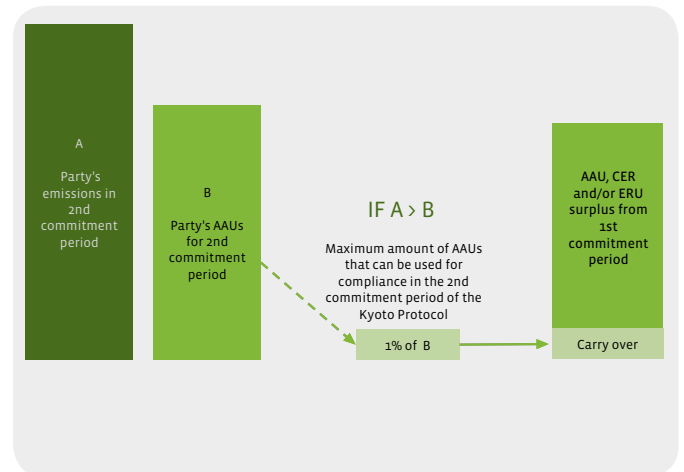 A
Party's
emissions in
2nd
commitment
period
B
Party's AAUs
for 2nd
commitment
period
IF A > B
Maximum amount of AAUs
that can be used for
compliance in the 2nd
commitment period of the
Kyoto Protocol
1% of B
AAU, CER
and/or ERU
surplus from
1st
commitment
period
Carry over